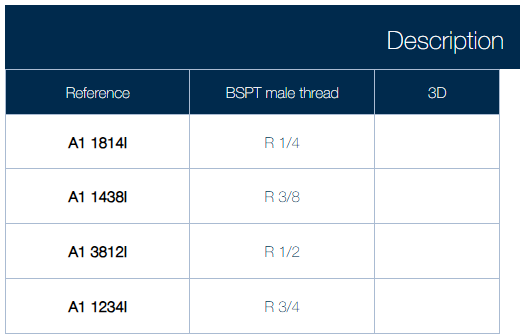 Description
Reference BSPT male thread 3D
A1 1814I R 1/4
A1 1438I R 3/8
A1 3812I R 1/2
A1 1234I R 3/4